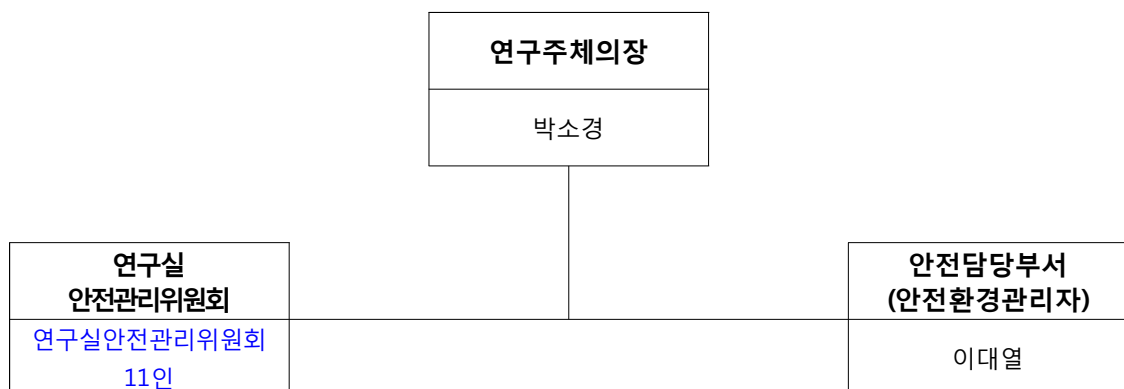 연구주체의장
박소경
연구실
안전관리위원회
연구실안전관리위원회
11인
안전담당부서
(안전환경관리자)
이대열